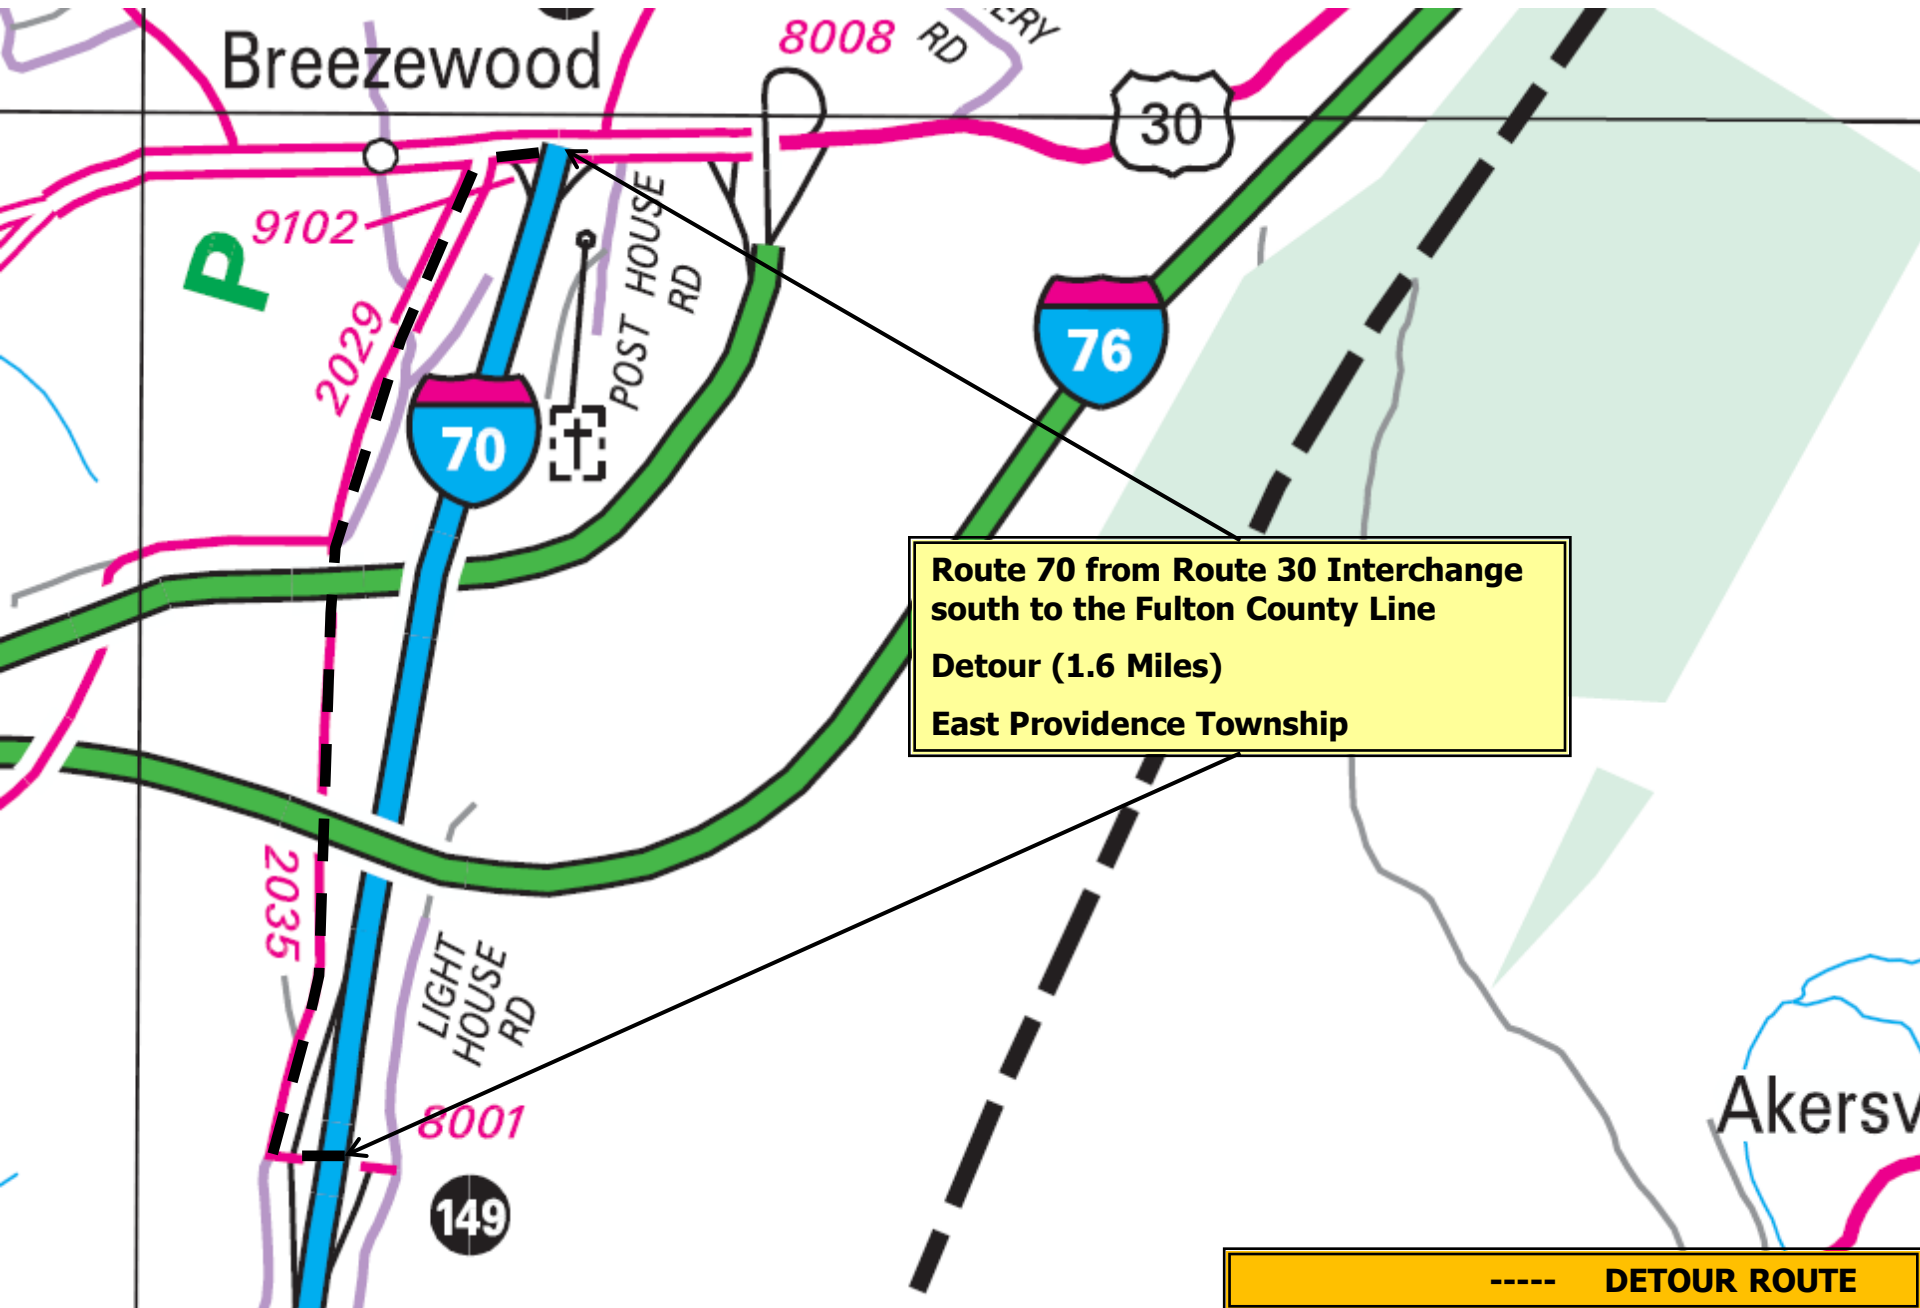 8008
RD
ERY
Breezewood
30
9102
P
2029
POST HOUSE
RD
76
70
Route 70 from Route 30 Interchange
south to the Fulton County Line
Detour (1.6 Miles)
East Providence Township
2035
LIGHT
HOUSE
RD
8001
149
Akersv
----- DETOUR ROUTE